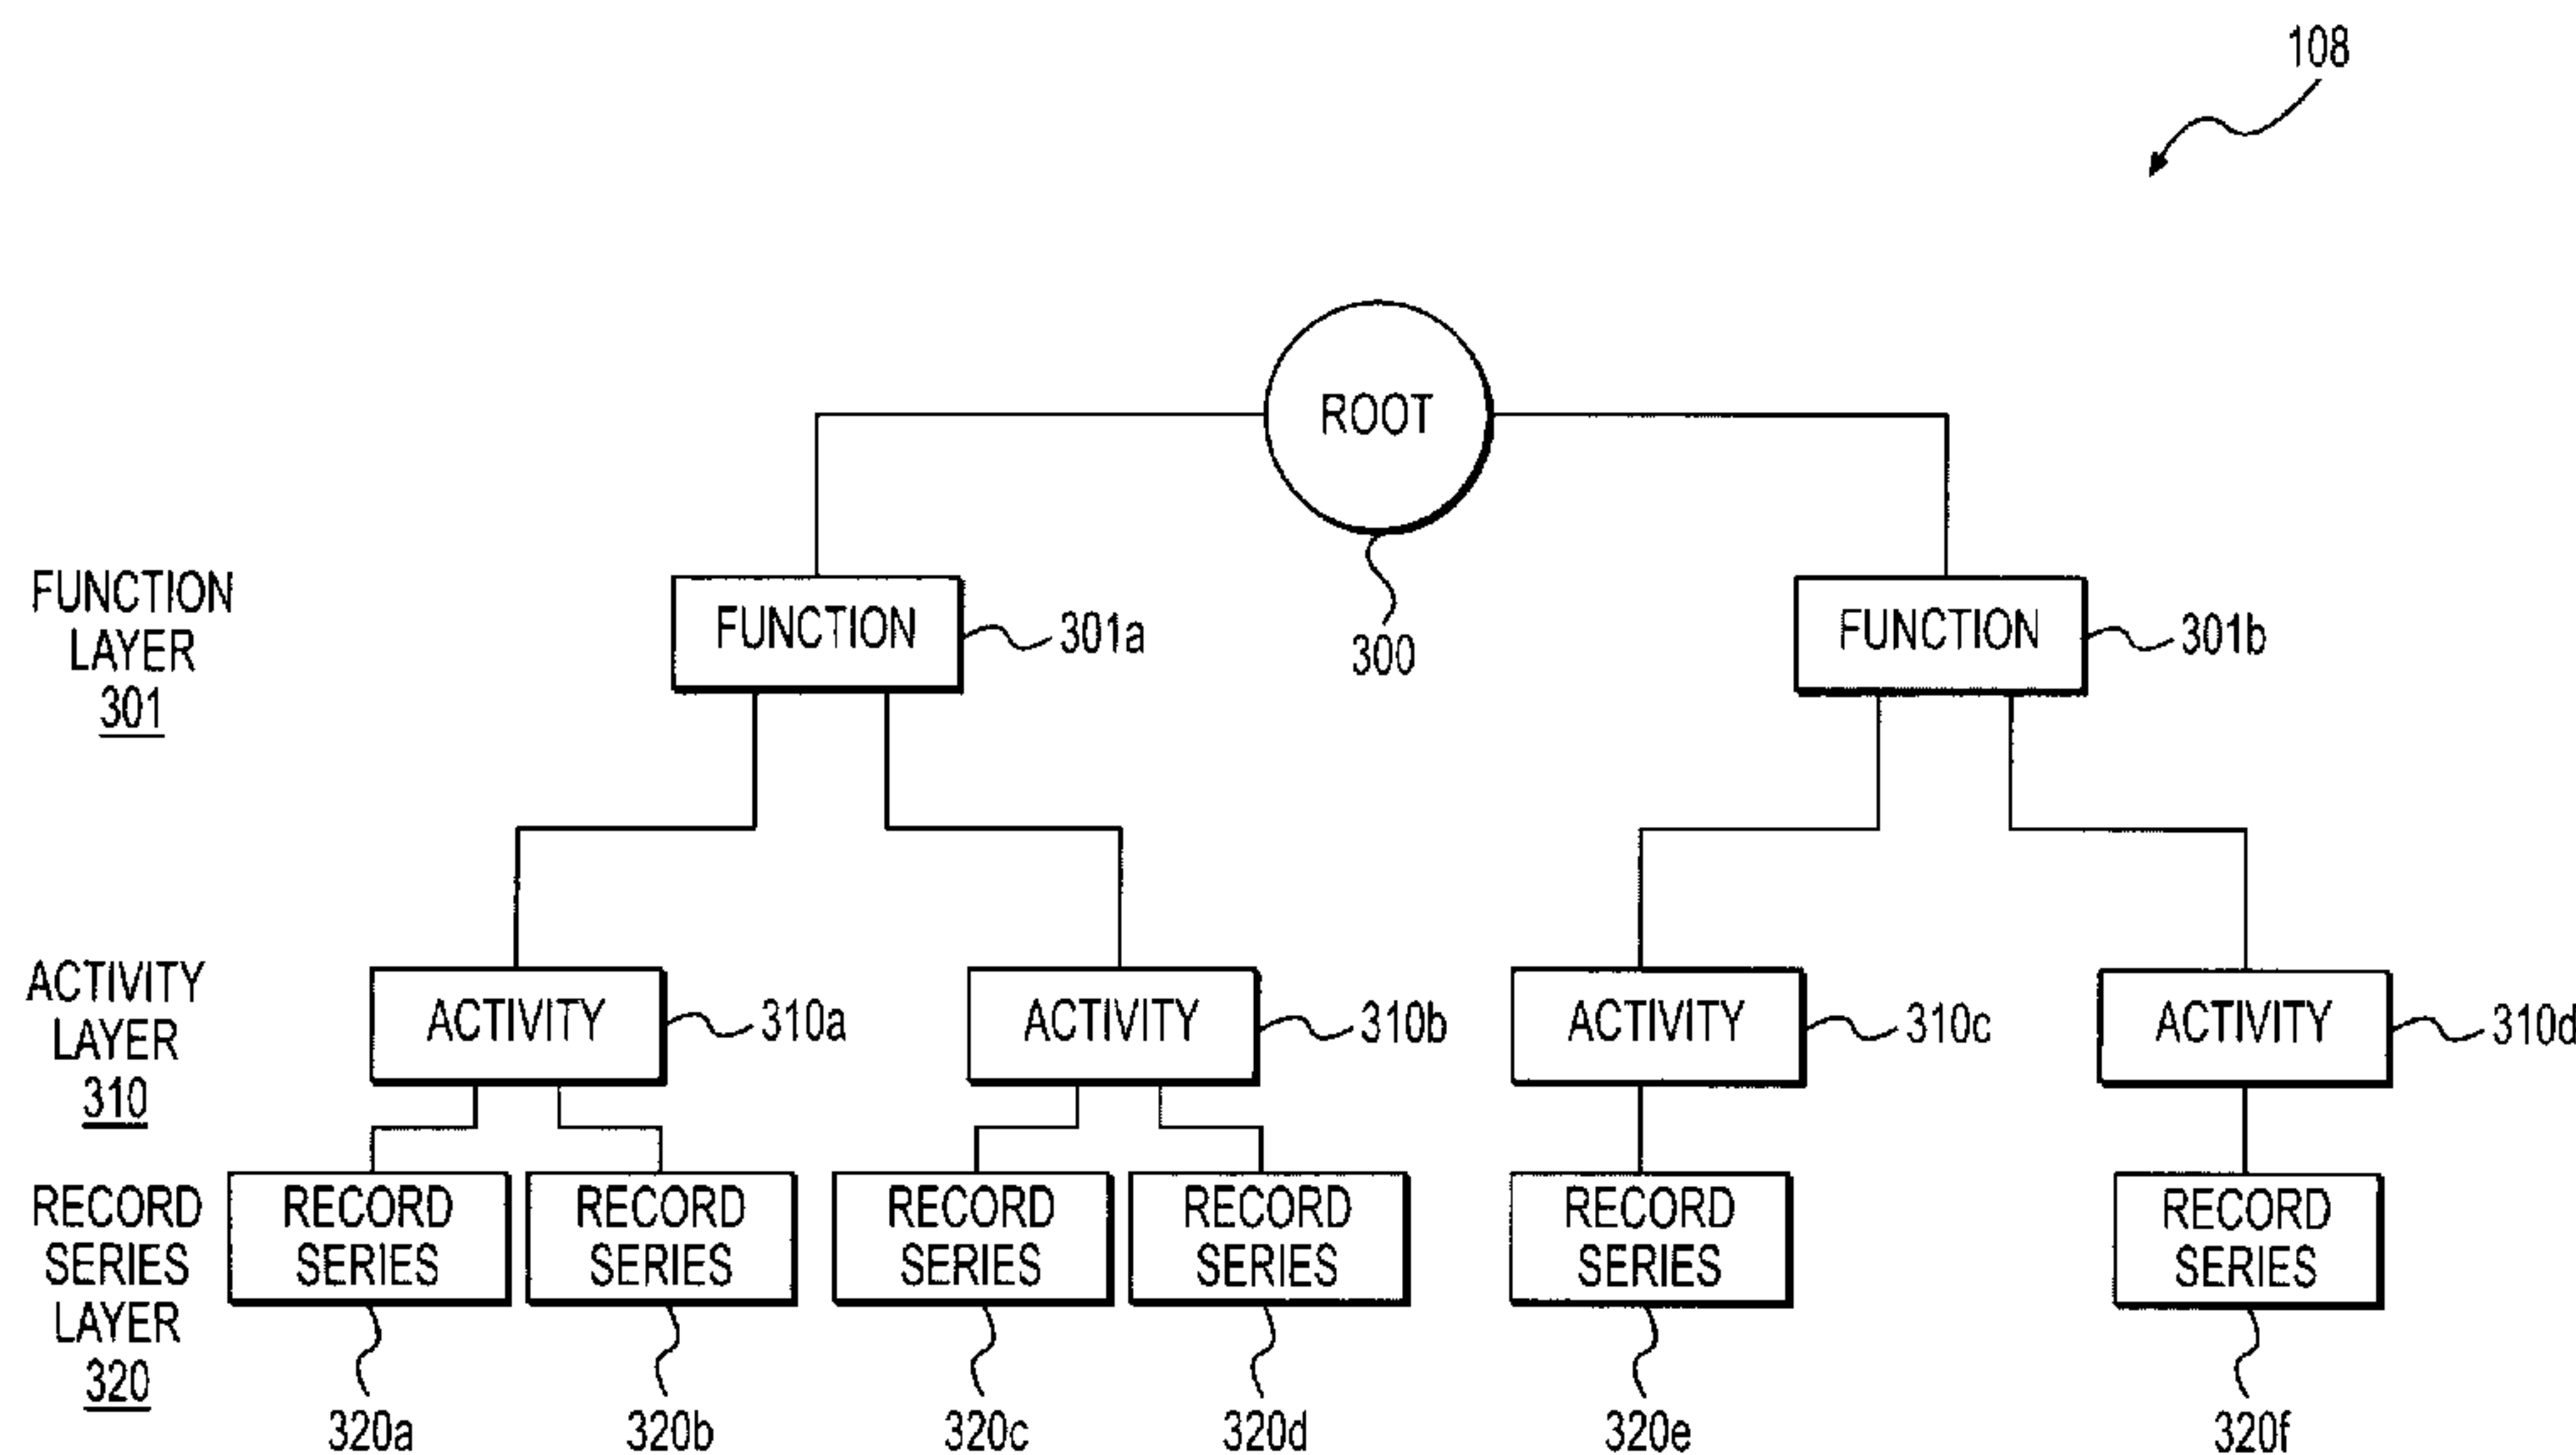 108
ROOT
300
FUNCTION
LAYER
301
FUNCTION
301a
FUNCTION
301b
ACTIVITY
LAYER
310
ACTIVITY
310a
ACTIVITY
310b
ACTIVITY
310c
ACTIVITY
310d
RECORD
SERIES
LAYER
320
RECORD
SERIES
RECORD
SERIES
RECORD
SERIES
RECORD
SERIES
RECORD
SERIES
RECORD
SERIES
320a
320b
320c
320d
320e
320f